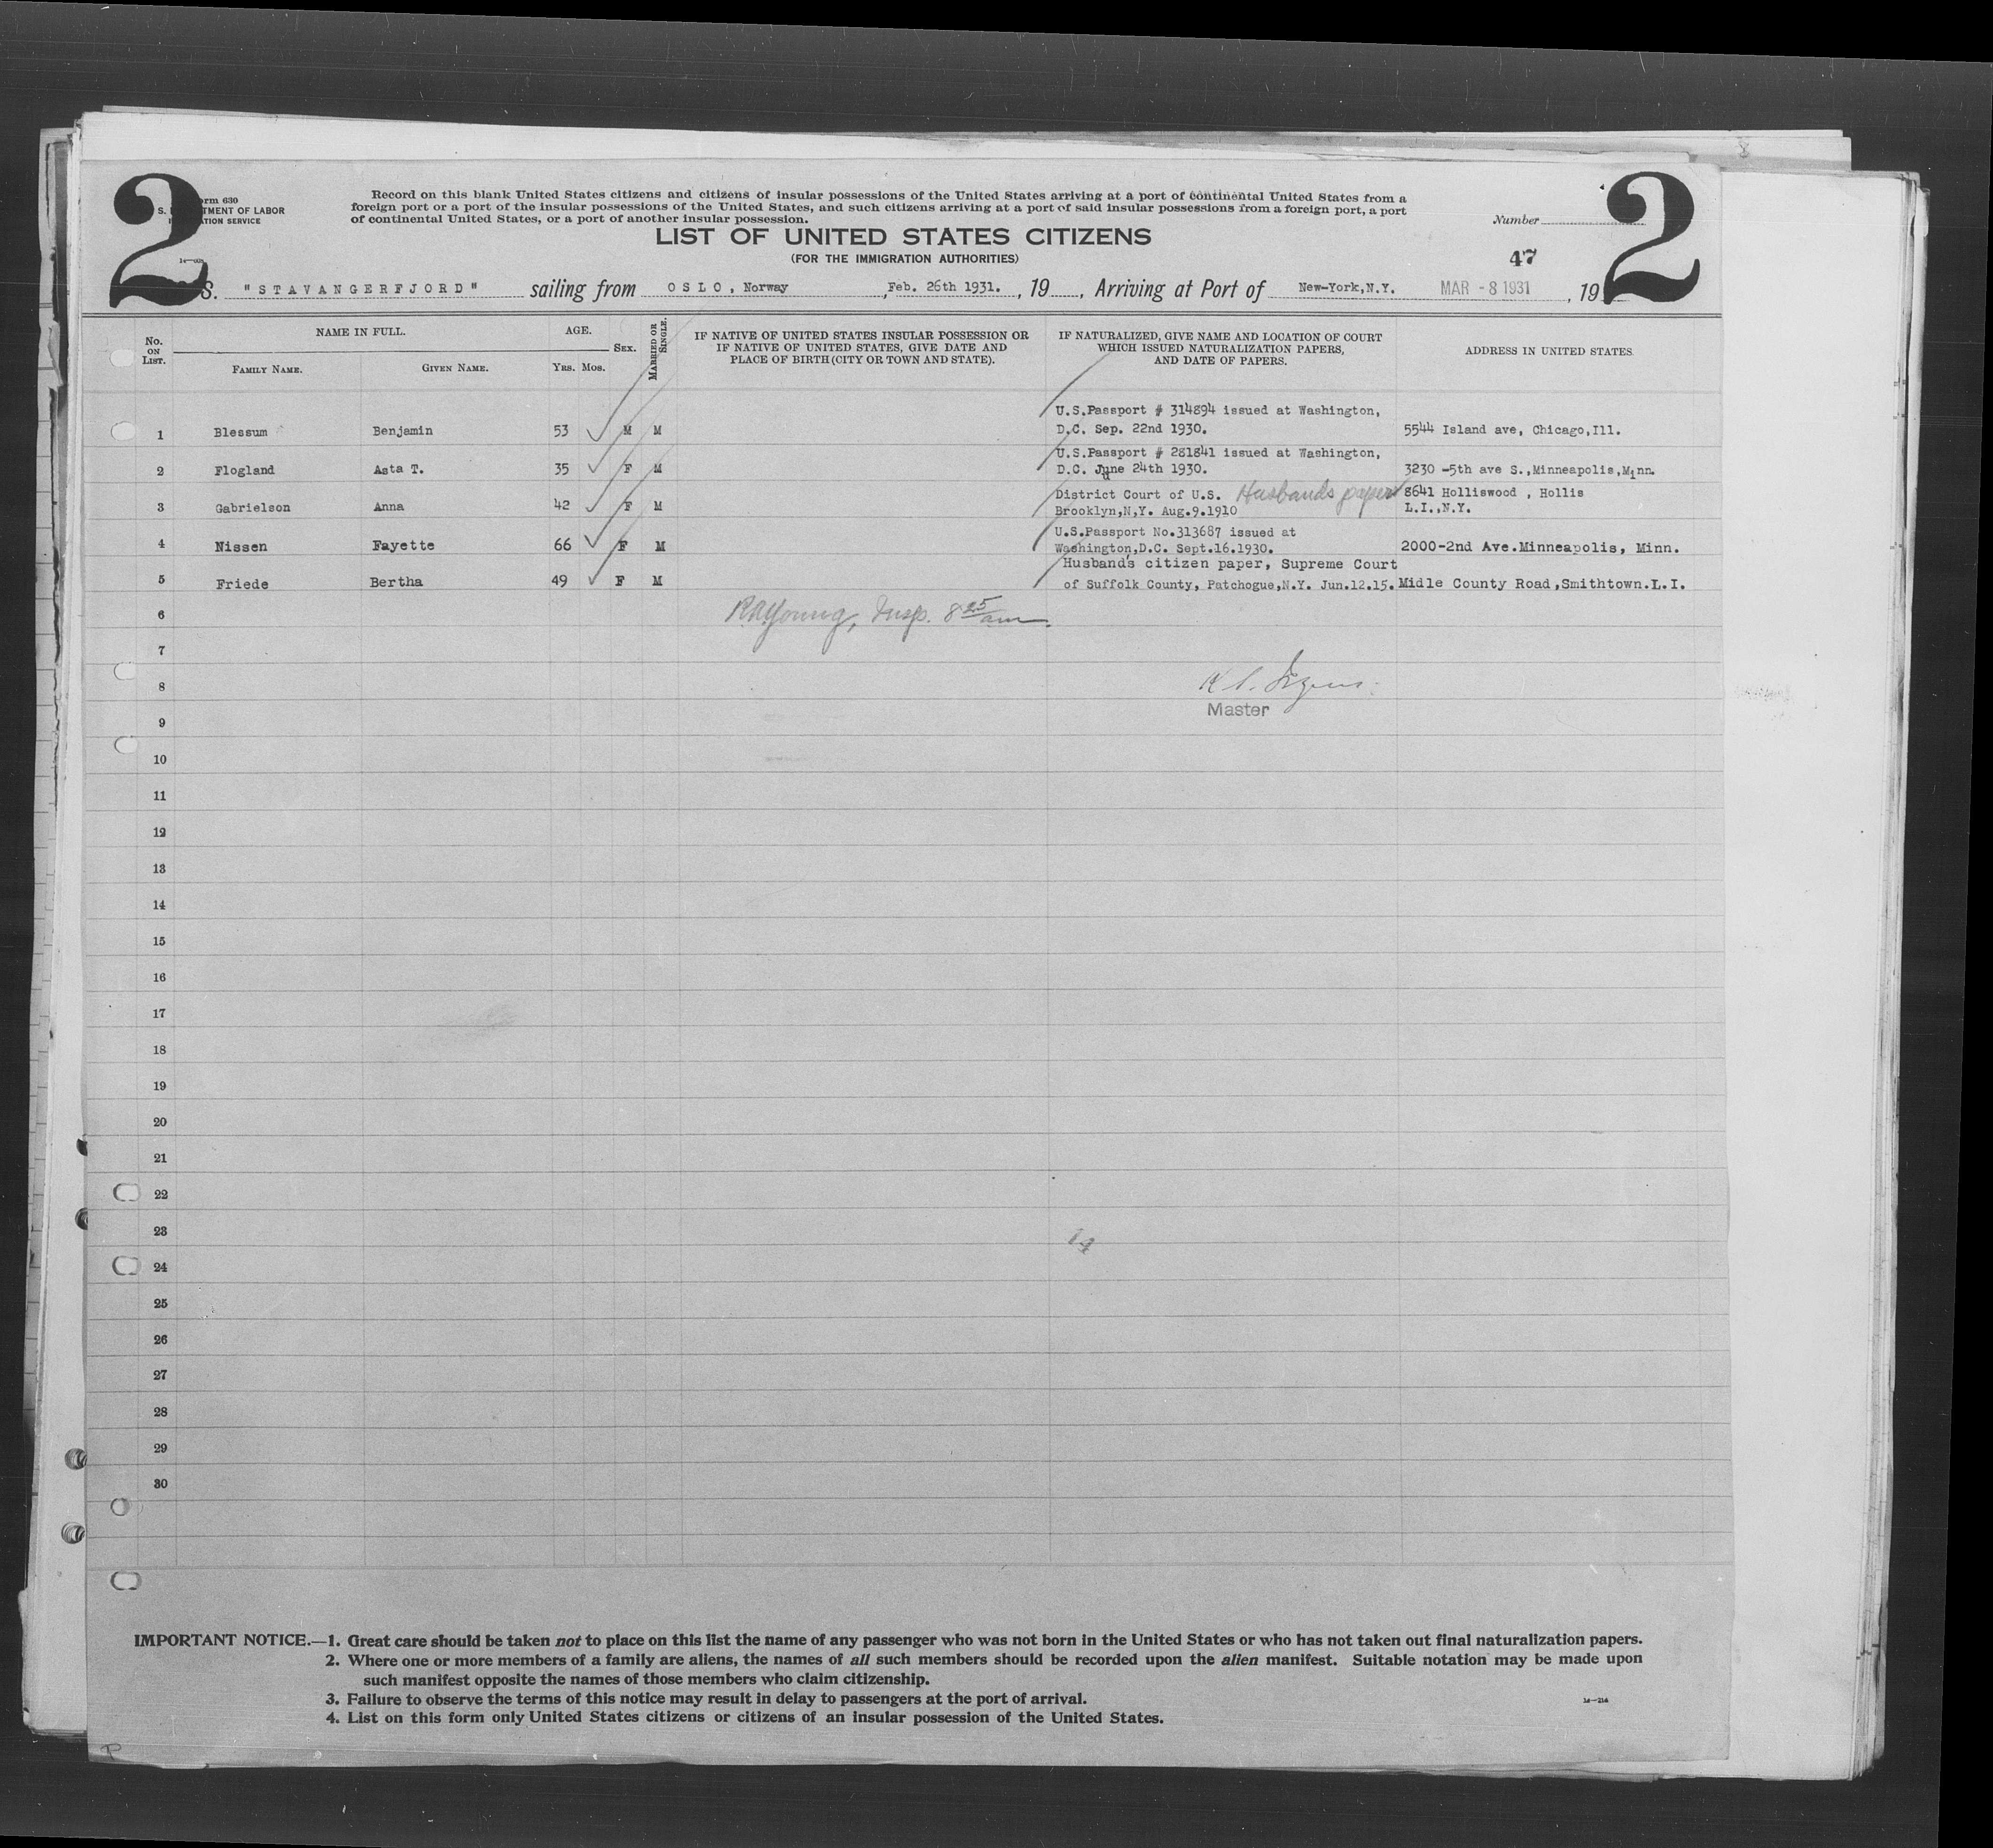 2
2
Form 630
S. DEPARTMENT OF LABOR
IMMIGRATION SERVICE
Record on this blank United States citizens and citizens of insular possessions of the United States arriving at a port of continental United States from a
foreign port or a port of the insular possessions of the United States, and such citizens arriving at a port of said insular possessions from a foreign port, a port
of continental United States, or a port of another insular possession.
Number
LIST OF UNITED STATES CITIZENS
(FOR THE IMMIGRATION AUTHORITIES)
47
S. "STAVANGERFJORD" sailing from OSLO, Norway ,Feb. 26th 1931. , 19 , Arriving at Port of New-York,N.Y. MAR - 8 1931 , 19
No. ON LIST.
NAME IN FULL.
FAMILY NAME. GIVEN NAME.
AGE.
YRS. MOS.
SEX.
MARRIED OR SINGLE.
IF NATIVE OF UNITED STATES INSULAR POSSESSION OR
IF NATIVE OF UNITED STATES, GIVE DATE AND
PLACE OF BIRTH (CITY OR TOWN AND STATE).
IF NATURALIZED, GIVE NAME AND LOCATION OF COURT
WHICH ISSUED NATURALIZATION PAPERS,
AND DATE OF PAPERS.
ADDRESS IN UNITED STATES.
U.S.Passport # 314894 issued at Washington,
1 Blessum Benjamin 53 M M D.C. Sep. 22nd 1930. 5544 Island ave, Chicago,Ill.
U.S.Passport # 281841 issued at Washington,
2 Flogland Asta T. 35 F M D.C. June 24th 1930. 3230 -5th ave S.,Minneapolis,Minn.
District Court of U.S. Husbands paper 8641 Holliswood , Hollis
3 Gabrielson Anna 42 F M Brooklyn,N,Y. Aug.9.1910 L.I.,N.Y.
U.S.Passport No.313687 issued at
4 Nissen Fayette 66 F M Washington,D.C. Sept.16.1930. 2000-2nd Ave.Minneapolis, Minn.
Husband's citizen paper, Supreme Court
5 Friede Bertha 49 F M of Suffolk County, Patchogue,N.Y. Jun.12.15. Midle County Road,Smithtown.L.I.
6 RAYoung, Insp. 8 25 am.
7
8
Master
9
10
11
12
13
14
15
16
17
18
19
20
21
22
23
14
24
25
26
27
28
29
30
IMPORTANT NOTICE.—1. Great care should be taken not to place on this list the name of any passenger who was not born in the United States or who has not taken out final naturalization papers.
2. Where one or more members of a family are aliens, the names of all such members should be recorded upon the alien manifest. Suitable notation may be made upon
such manifest opposite the names of those members who claim citizenship.
3. Failure to observe the terms of this notice may result in delay to passengers at the port of arrival.
4. List on this form only United States citizens or citizens of an insular possession of the United States.